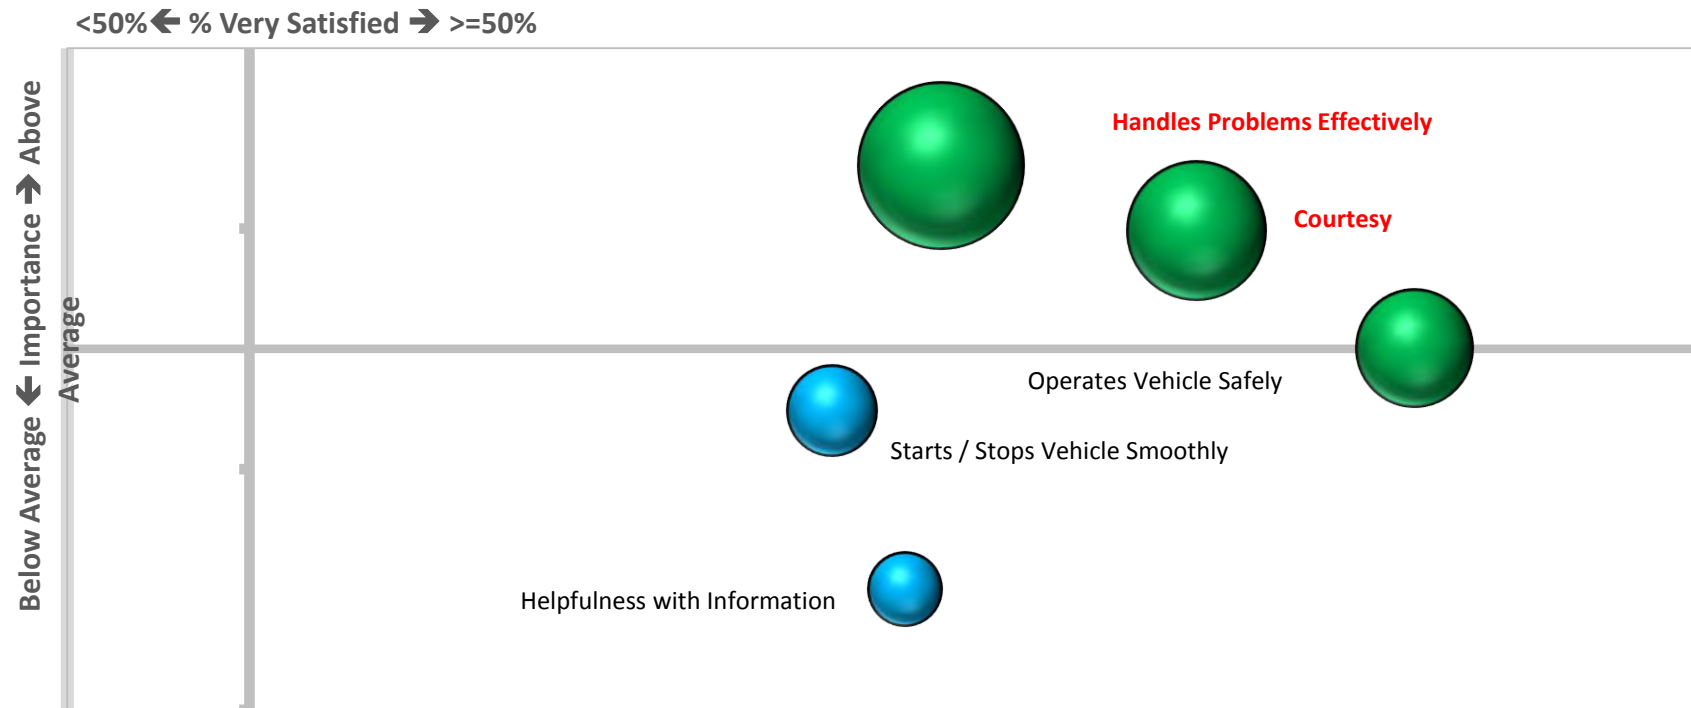 <50%🡸 % Very Satisfied 🡺 >=50%
Below Average 🡸 Importance 🡺 Above
Average
Handles Problems Effectively
Courtesy
Operates Vehicle Safely
Starts / Stops Vehicle Smoothly
Helpfulness with Information